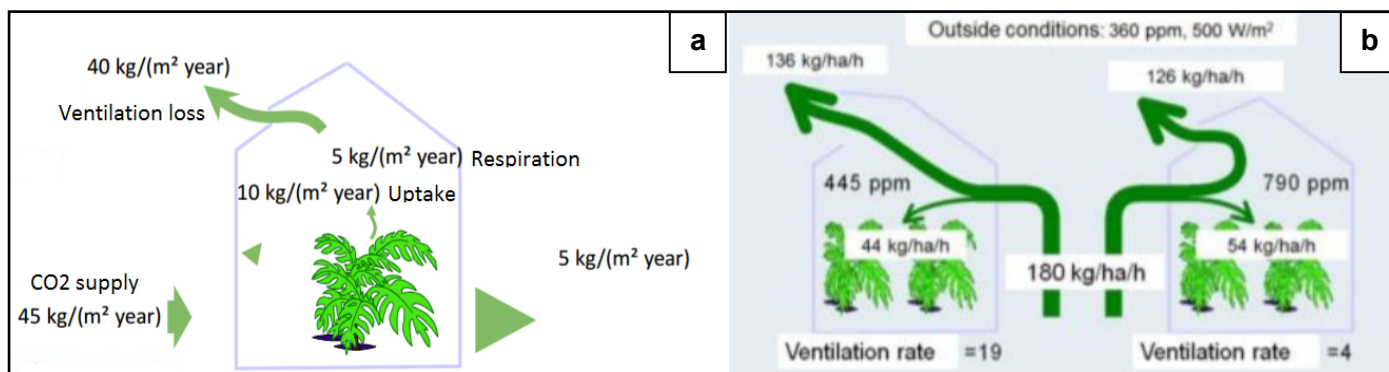 a
40 kg/(m² year)
Ventilation loss
5 kg/(m² year) Respiration
10 kg/(m² year) Uptake
CO2 supply
45 kg/(m² year)
5 kg/(m² year)
b
Outside conditions: 360 ppm, 500 W/m²
136 kg/ha/h
126 kg/ha/h
445 ppm
790 ppm
44 kg/ha/h
54 kg/ha/h
180 kg/ha/h
Ventilation rate =19
Ventilation rate =4